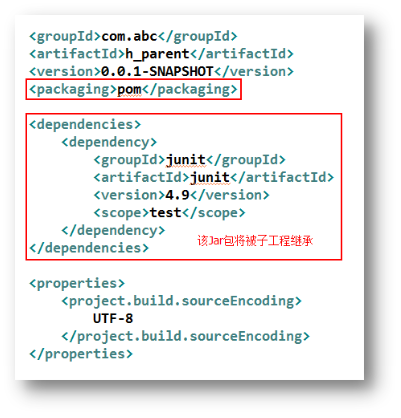 <groupId>com.abc</groupId>
<artifactId>h_parent</artifactId>
<version>0.0.1-SNAPSHOT</version>
<packaging>pom</packaging>
<dependencies>
<dependency>
<groupId>junit</groupId>
<artifactId>junit</artifactId>
<version>4.9</version>
<scope>test</scope>
</dependency>
该Jar包将被子工程继承
</dependencies>
<properties>
<project.build.sourceEncoding>
UTF-8
</project.build.sourceEncoding>
</properties>